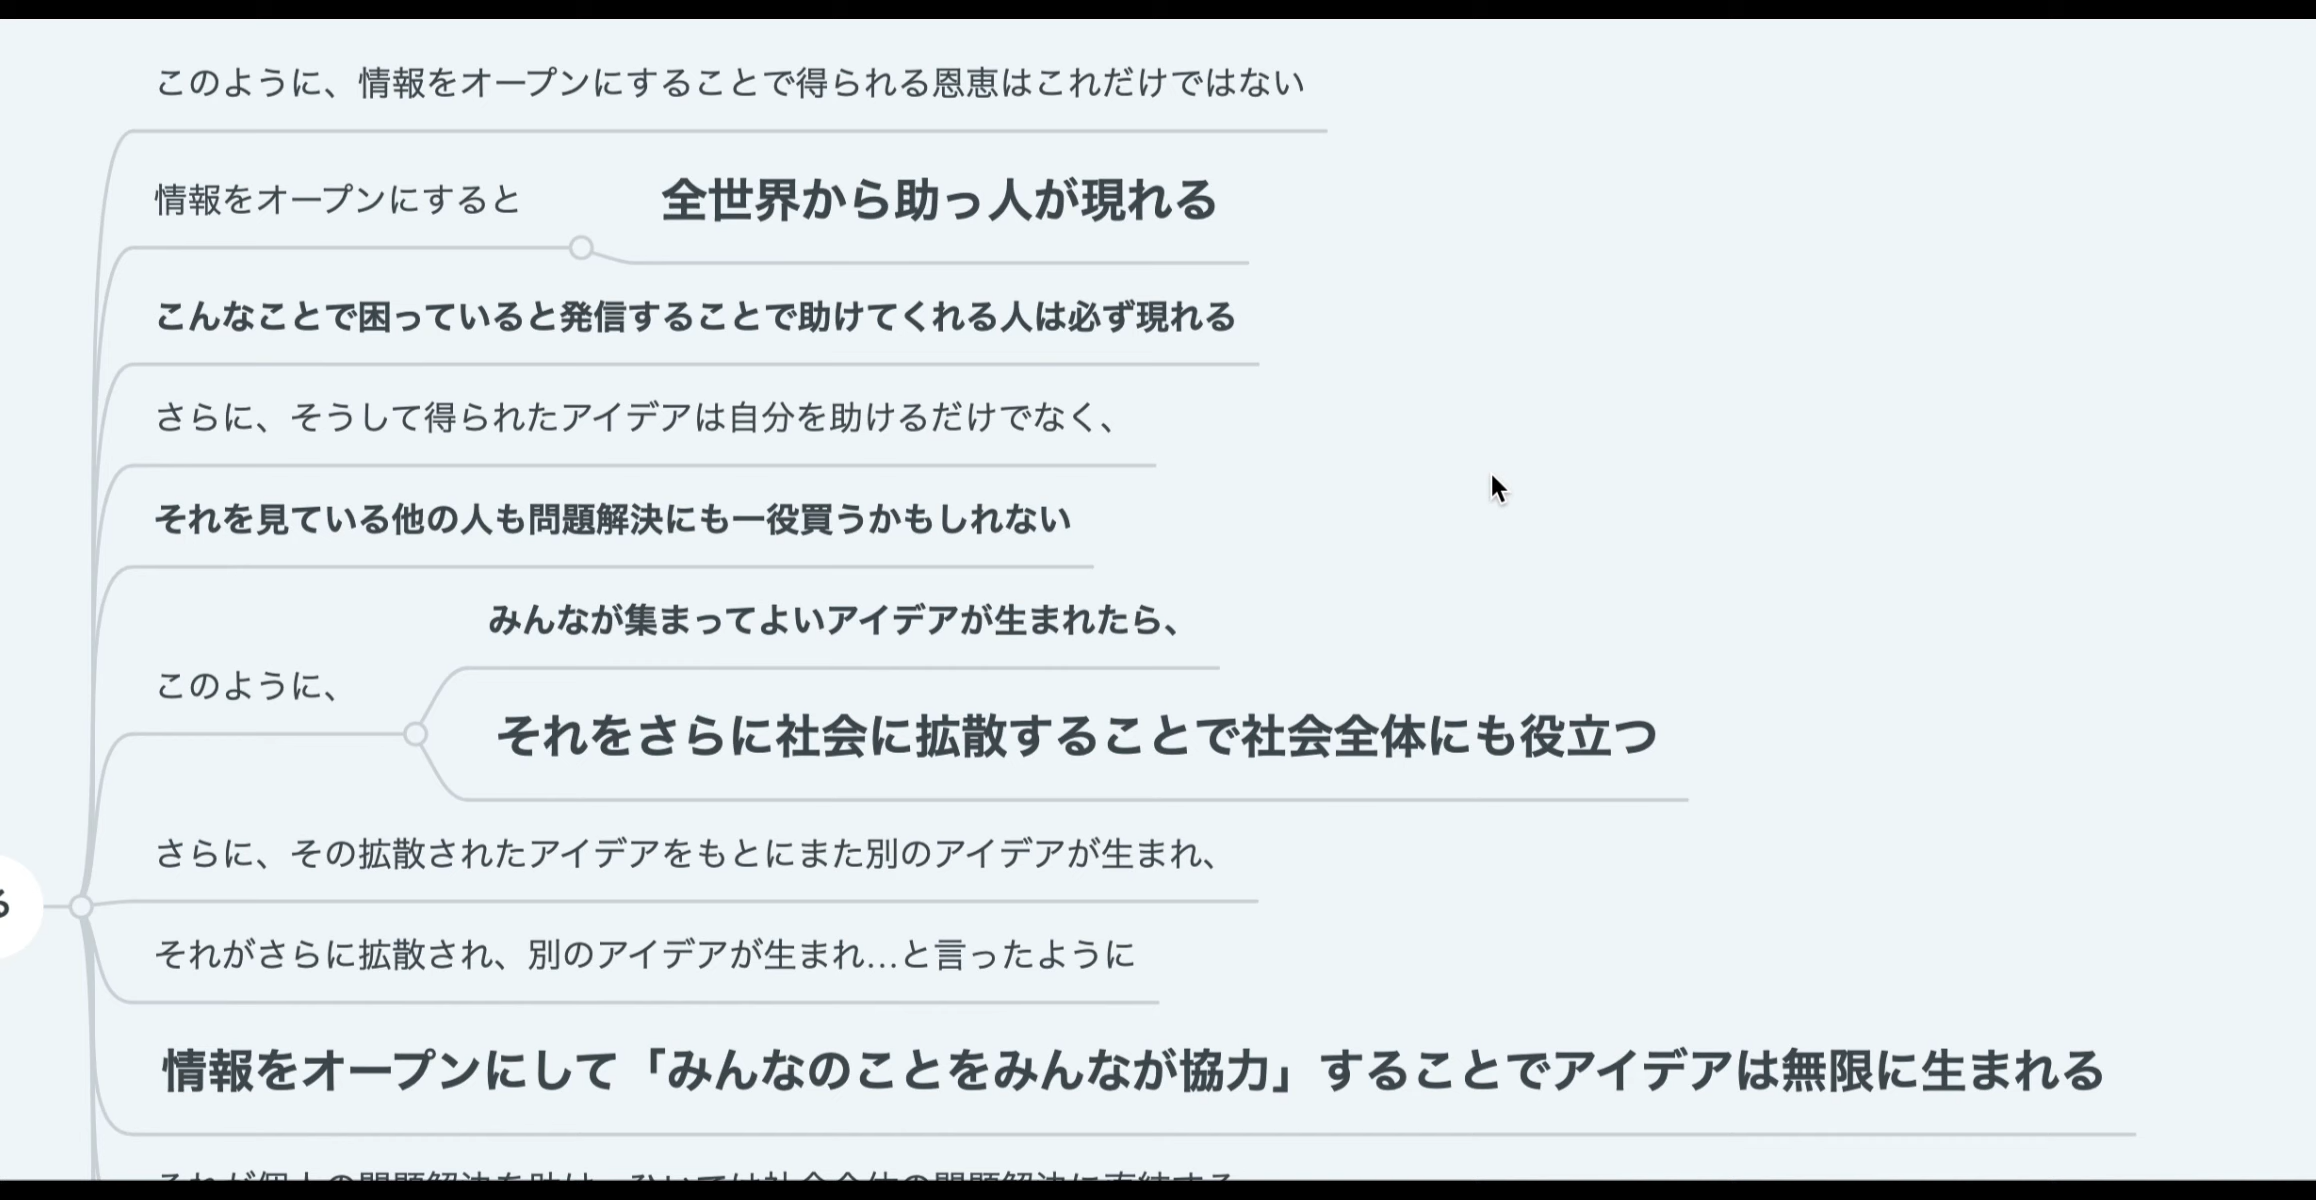 このように、情報をオープンにすることで得られる恩恵はこれだけではない
情報をオープンにすると
全世界から助っ人が現れる
こんなことで困っていると発信することで助けてくれる人は必ず現れる
さらに、そうして得られたアイデアは自分を助けるだけでなく、
それを見ている他の人も問題解決にも一役買うかもしれない
みんなが集まってよいアイデアが生まれたら、
このように、
それをさらに社会に拡散することで社会全体にも役立つ
さらに、その拡散されたアイデアをもとにまた別のアイデアが生まれ、
それがさらに拡散され、別のアイデアが生まれ…と言ったように
情報をオープンにして「みんなのことをみんなが協力」することでアイデアは無限に生まれる